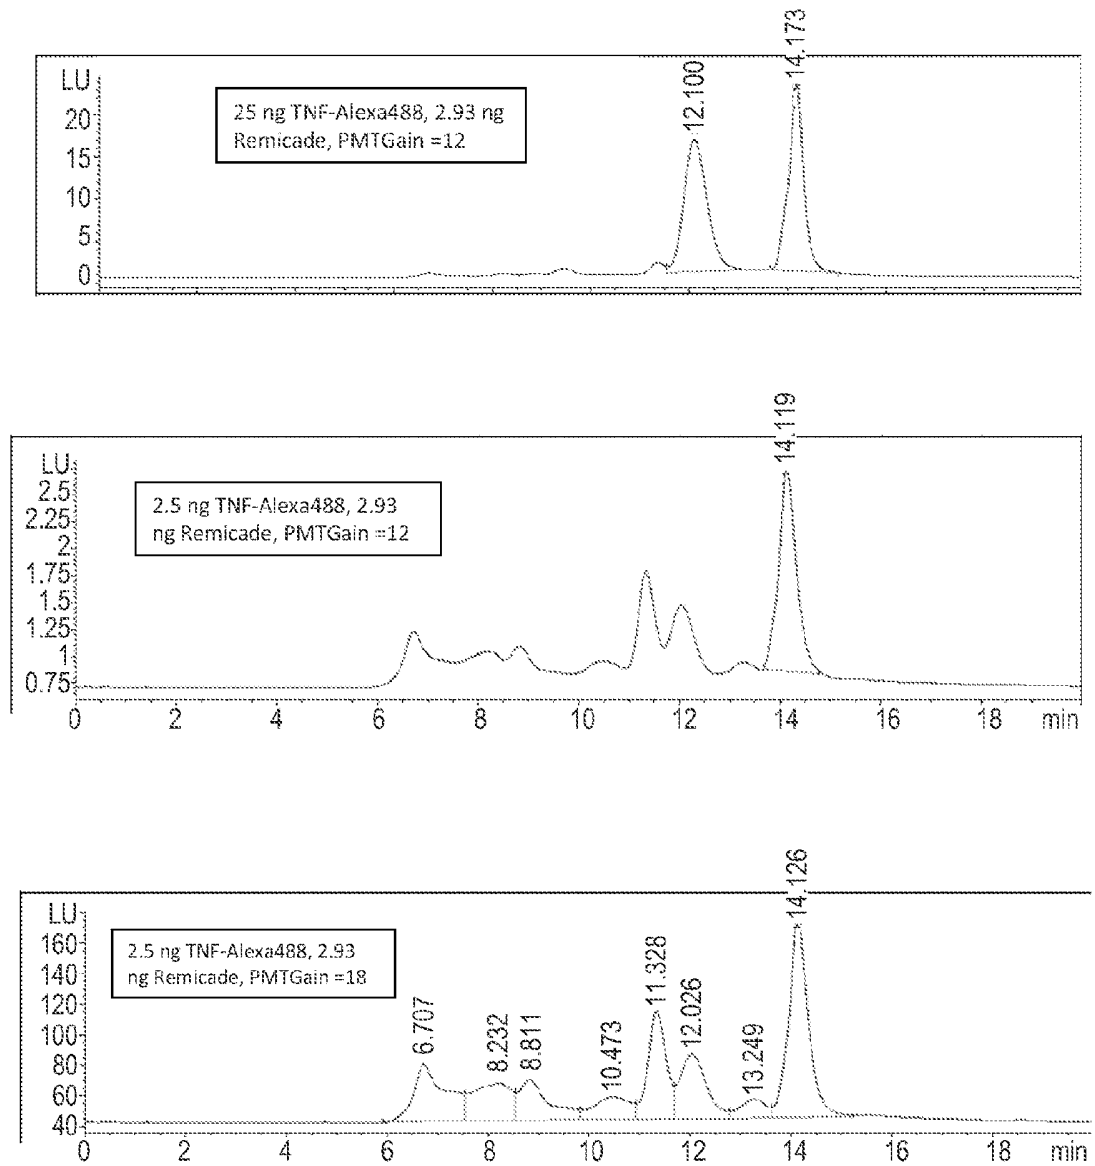 14.173
LU
12.100
25 ng TNF-Alexa488, 2.93 ng
Remicade, PMTGain =12
20
15
10
5
0
14.119
LU
2.5
2.25
2
1.75
1.5
1.25
1
0.75
2.5 ng TNF-Alexa488, 2.93
ng Remicade, PMTGain =12
0 2 4 6 8 10 12 14 16 18 min
14.126
LU
160
140
120
100
80
60
40
2.5 ng TNF-Alexa488, 2.93
ng Remicade, PMTGain =18
6.707
8.232
8.811
10.473
11.328
12.026
13.249
0 2 4 6 8 10 12 14 16 18 min